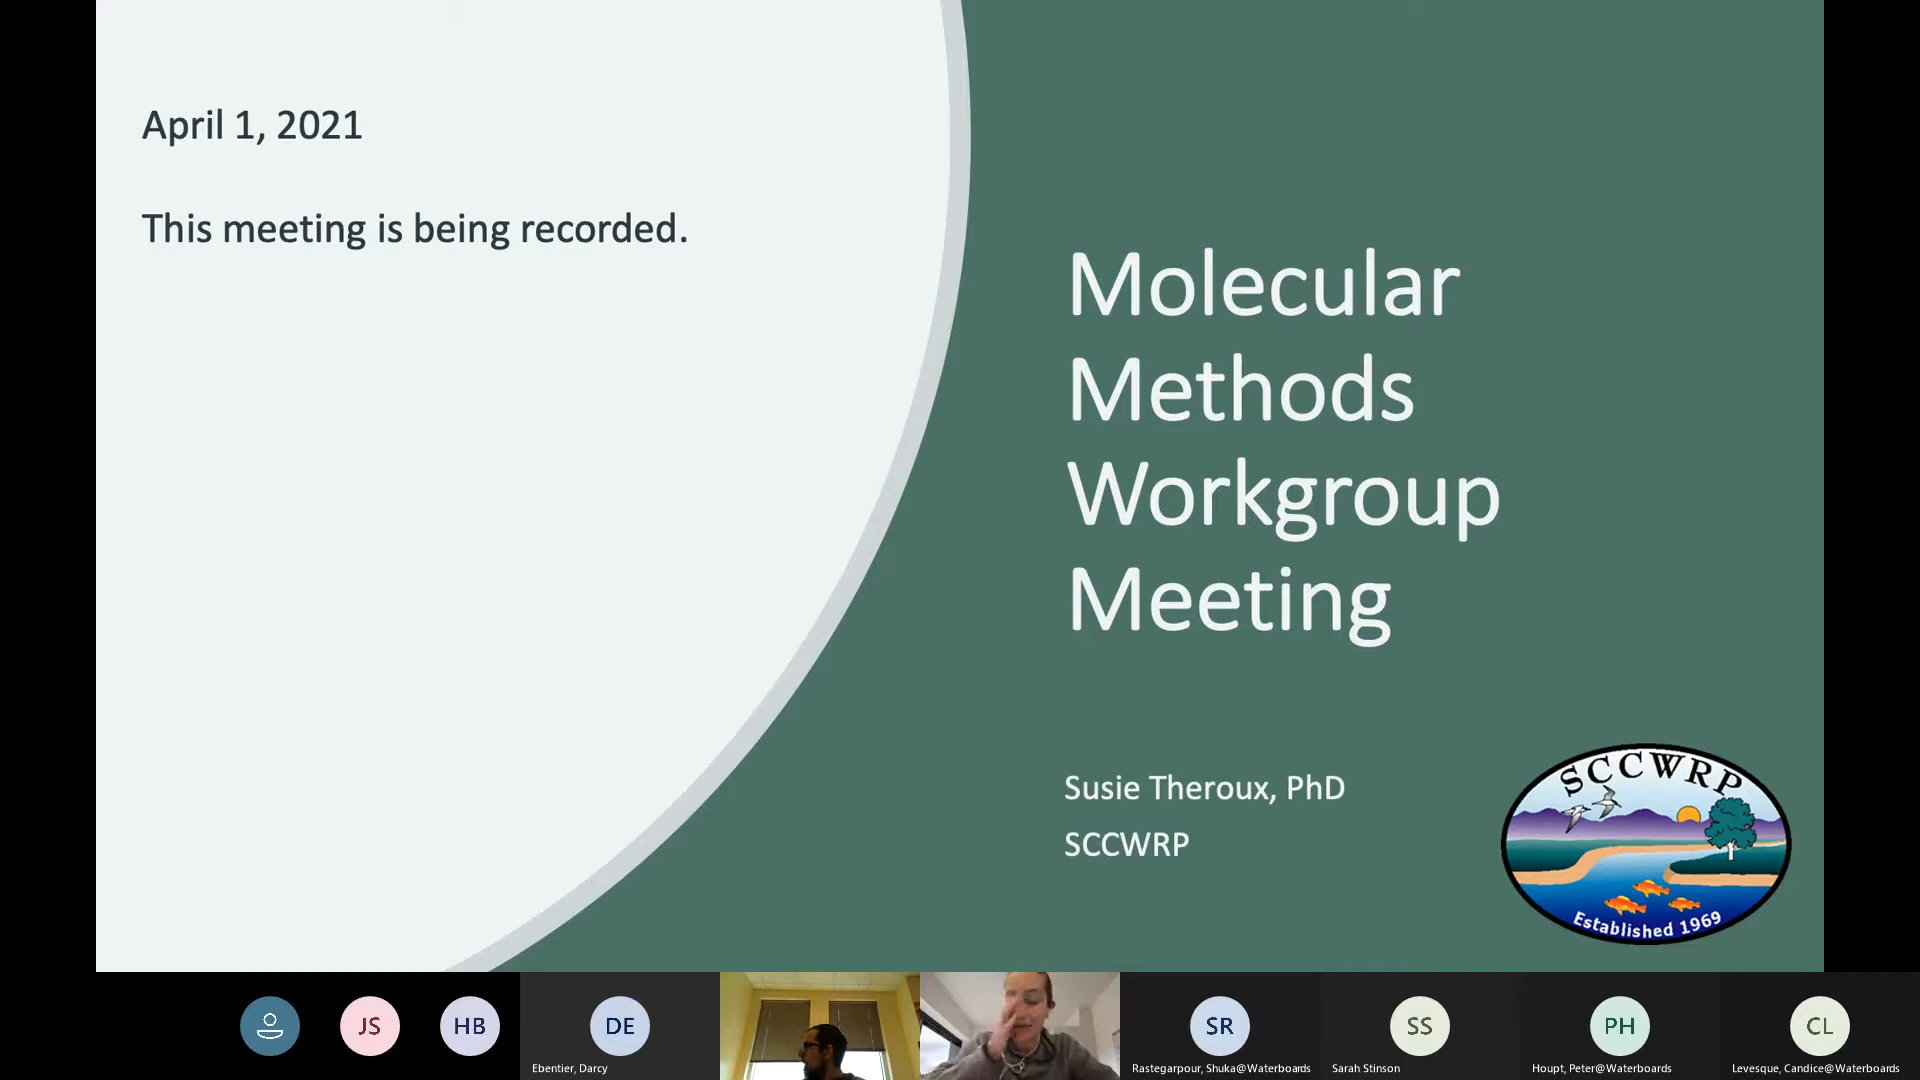 April 1, 2021
This meeting is being recorded.
Molecular
Methods
Workgroup
Meeting
Susie Theroux, PhD
SCCWRP
SCCWRP
Established 1969
JS
HB
DE
Ebentier, Darcy
SR
Rastegarpour, Shuka@Waterboards
SS
Sarah Stinson
PH
Houpt, Peter@Waterboards
CL
Levesque, Candice@Waterboards